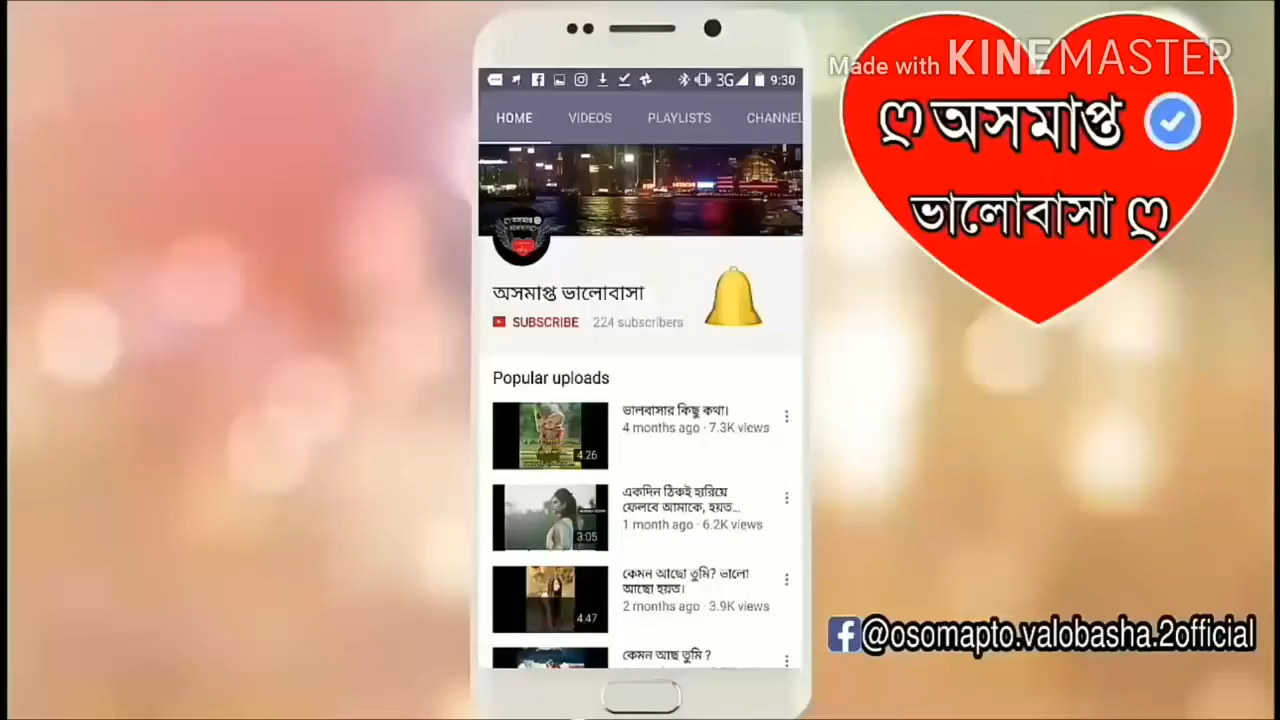 Made with KINEMASTER
ღ অসমাপ্ত
ভালোবাসা ღ
3G 9:30
HOME VIDEOS PLAYLISTS CHANNEL
অসমাপ্ত ভালোবাসা
SUBSCRIBE 224 subscribers
Popular uploads
ভালবাসার কিছু কথা।
4 months ago · 7.3K views
4:26
একদিন ঠিকই হারিয়ে
ফেলবে আমাকে, হয়ত...
1 month ago · 6.2K views
3:05
কেমন আছো তুমি? ভালো
আছো হয়ত।
2 months ago · 3.9K views
4:47
কেমন আছ তুমি ?
@osomapto.valobasha.2official